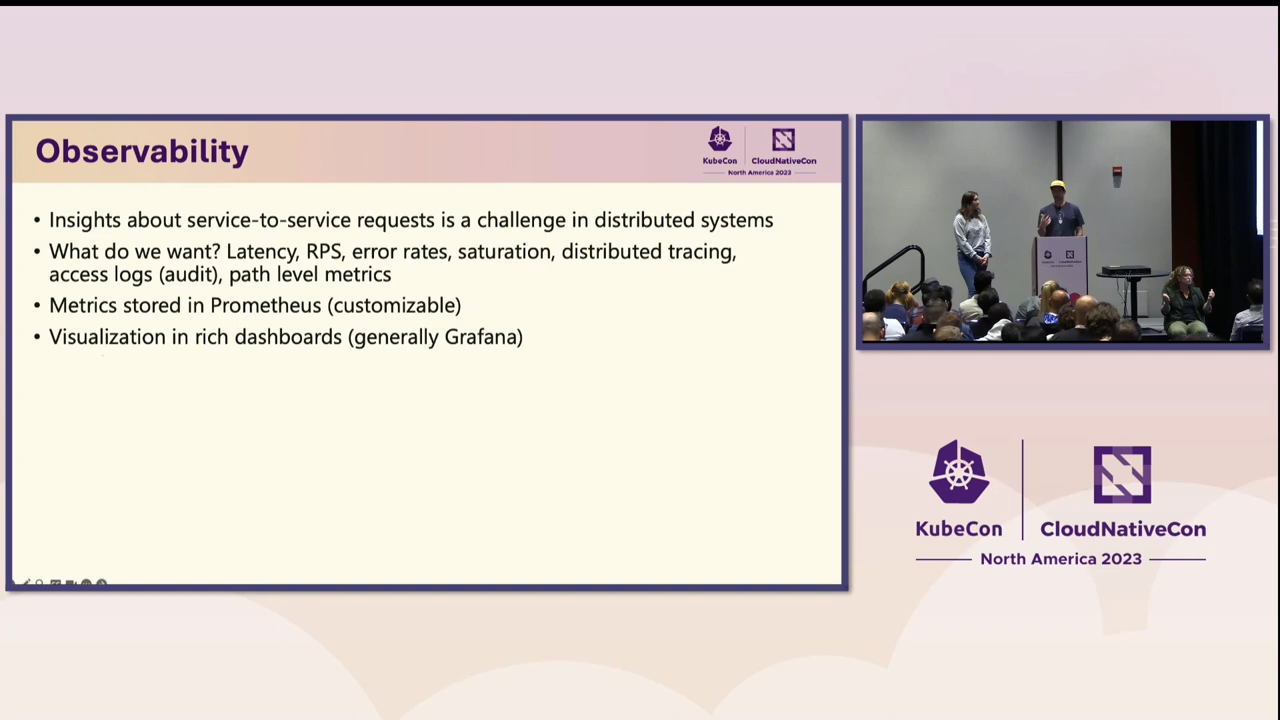 Observability
KubeCon
CloudNativeCon
North America 2023
• Insights about service-to-service requests is a challenge in distributed systems
• What do we want? Latency, RPS, error rates, saturation, distributed tracing,
access logs (audit), path level metrics
• Metrics stored in Prometheus (customizable)
• Visualization in rich dashboards (generally Grafana)
KubeCon
CloudNativeCon
North America 2023